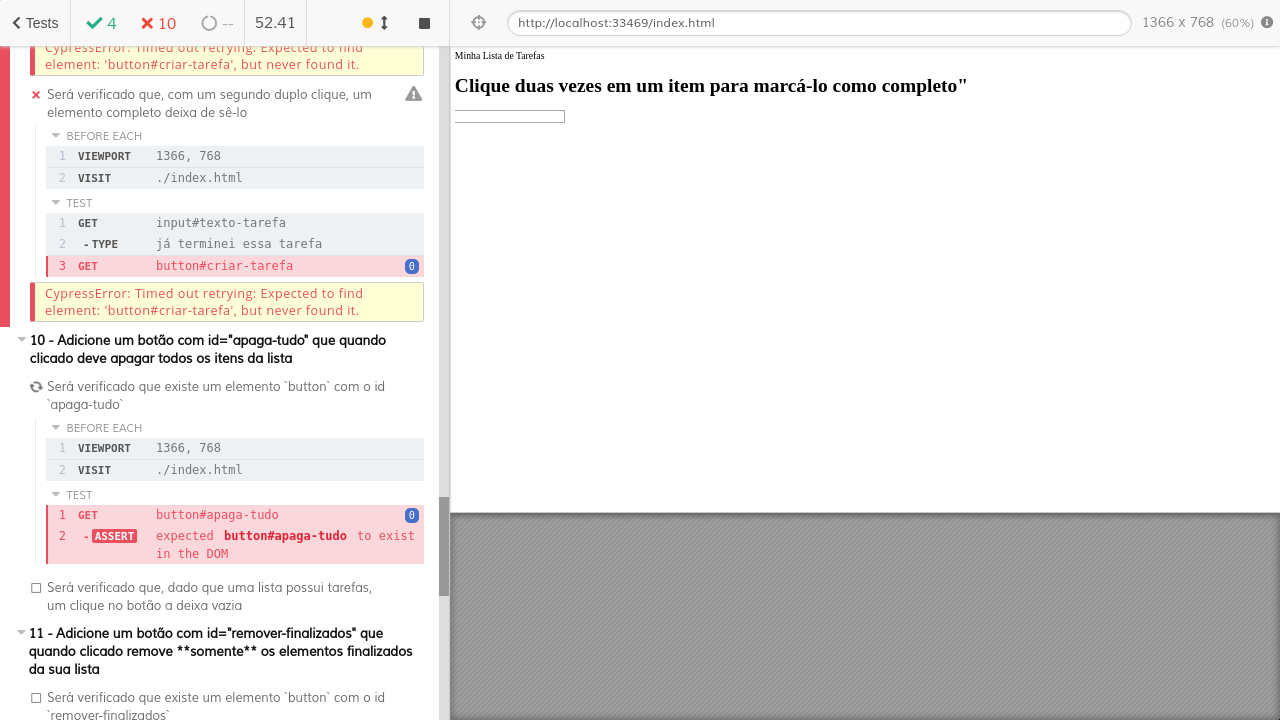 Tests
4
10
--
52.41
http://localhost:33469/index.html
1366 x 768 (60%)
CypressError: Timed out retrying: Expected to find
element: 'button#criar-tarefa', but never found it.
Será verificado que, com um segundo duplo clique, um
elemento completo deixa de sê-lo
BEFORE EACH
1 VIEWPORT 1366, 768
2 VISIT ./index.html
TEST
1 GET input#texto-tarefa
2 -TYPE já terminei essa tarefa
3 GET button#criar-tarefa 0
CypressError: Timed out retrying: Expected to find
element: 'button#criar-tarefa', but never found it.
10 - Adicione um botão com id="apaga-tudo" que quando
clicado deve apagar todos os itens da lista
Será verificado que existe um elemento `button` com o id
`apaga-tudo`
BEFORE EACH
1 VIEWPORT 1366, 768
2 VISIT ./index.html
TEST
1 GET button#apaga-tudo 0
2 -ASSERT expected button#apaga-tudo to exist
in the DOM
Será verificado que, dado que uma lista possui tarefas,
um clique no botão a deixa vazia
11 - Adicione um botão com id="remover-finalizados" que
quando clicado remove **somente** os elementos finalizados
da sua lista
Será verificado que existe um elemento `button` com o id
`remover-finalizados`
Minha Lista de Tarefas
Clique duas vezes em um item para marcá-lo como completo"